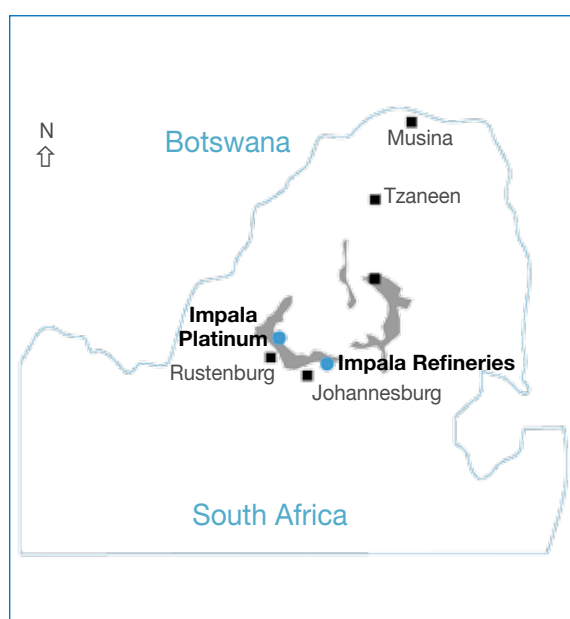 N
Botswana
Musina
Tzaneen
Impala
Platinum
Impala Refineries
Rustenburg
Johannesburg
South Africa